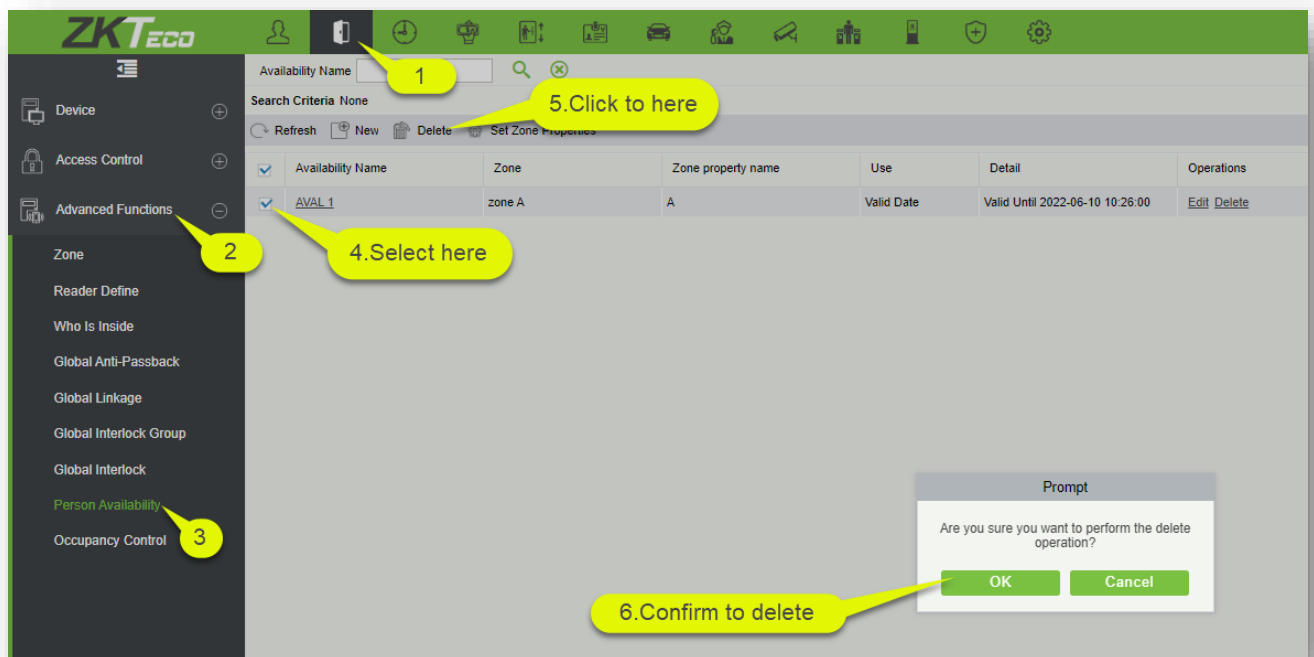 ZKTeco
1
Availability Name
Search Criteria None
5.Click to here
Refresh New Delete Set Zone Properties
Availability Name Zone Zone property name Use Detail Operations
AVAL 1 zone A A Valid Date Valid Until 2022-06-10 10:26:00 Edit Delete
4.Select here
Device
Access Control
Advanced Functions
2
Zone
Reader Define
Who Is Inside
Global Anti-Passback
Global Linkage
Global Interlock Group
Global Interlock
Person Availability
3
Occupancy Control
Prompt
Are you sure you want to perform the delete
operation?
OK Cancel
6.Confirm to delete